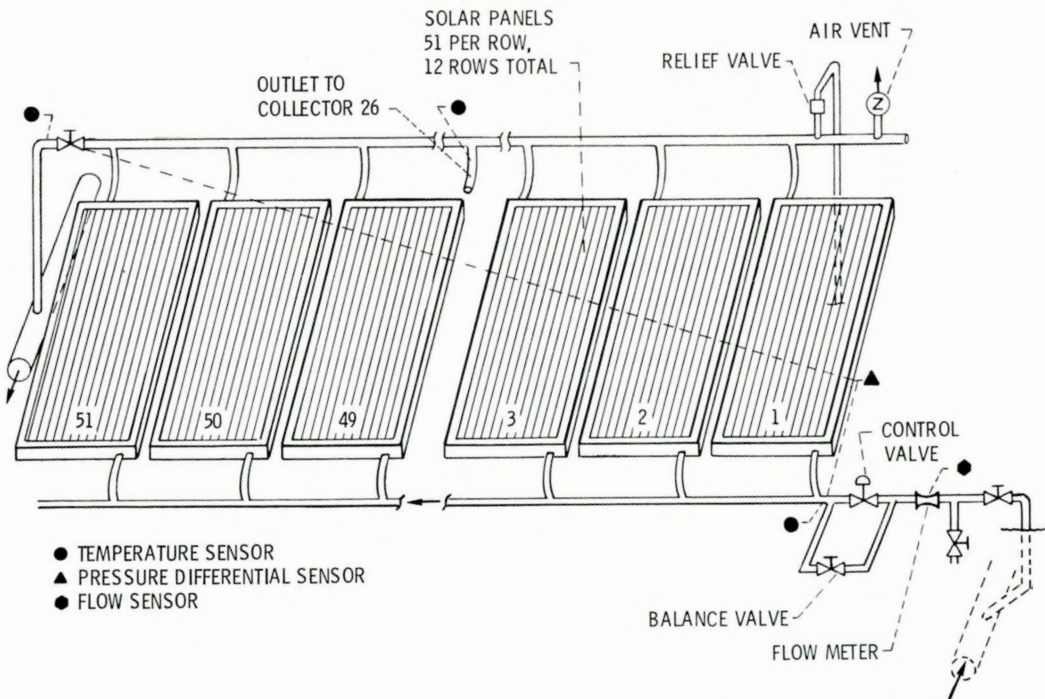 SOLAR PANELS
51 PER ROW,
12 ROWS TOTAL
AIR VENT
RELIEF VALVE
OUTLET TO
COLLECTOR 26
Z
51
50
49
3
2
1
CONTROL
VALVE
TEMPERATURE SENSOR
PRESSURE DIFFERENTIAL SENSOR
FLOW SENSOR
BALANCE VALVE
FLOW METER